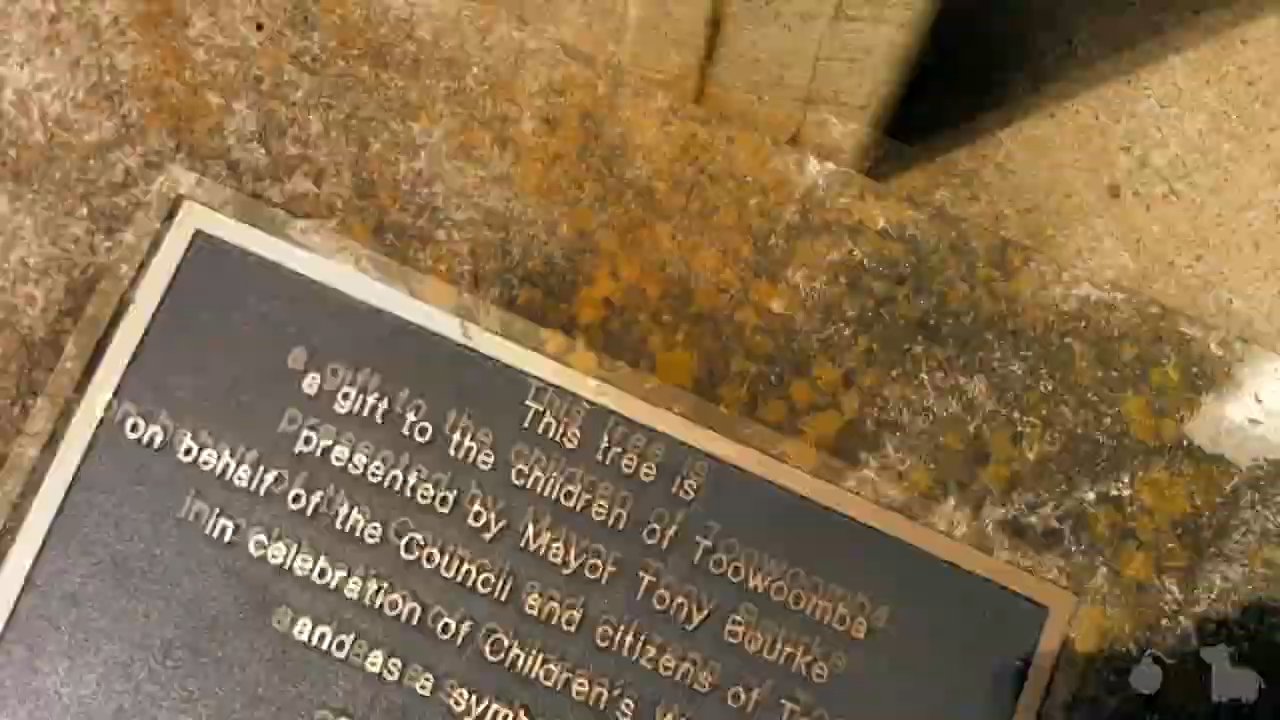 This tree is
a gift to the children of Toowoomba
presented by Mayor Tony Bourke
on behalf of the Council and citizens of
in celebration of Children's
and as a